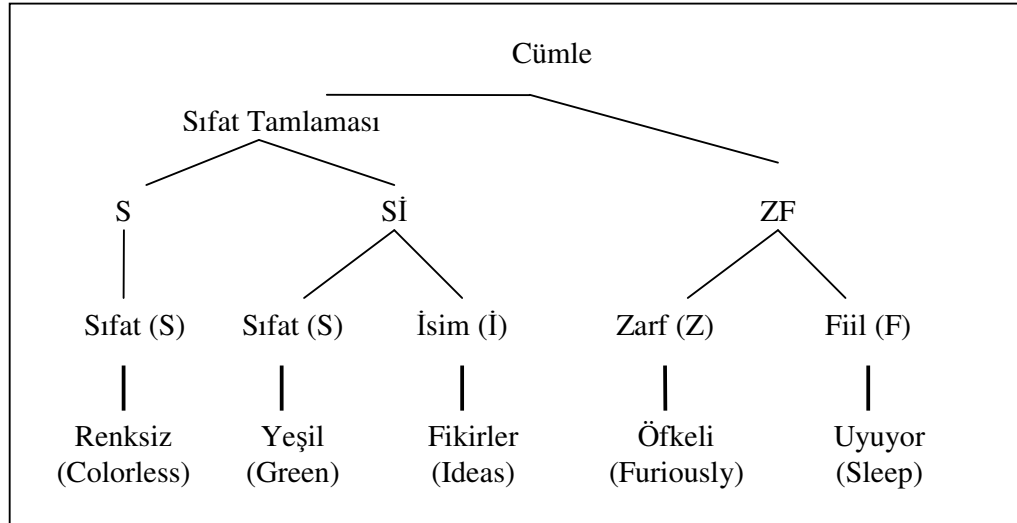 Cümle
Sıfat Tamlaması
S Sİ ZF
Sıfat (S) Sıfat (S) İsim (İ) Zarf (Z) Fiil (F)
Renksiz Yeşil Fikirler Öfkeli Uyuyor
(Colorless) (Green) (Ideas) (Furiously) (Sleep)